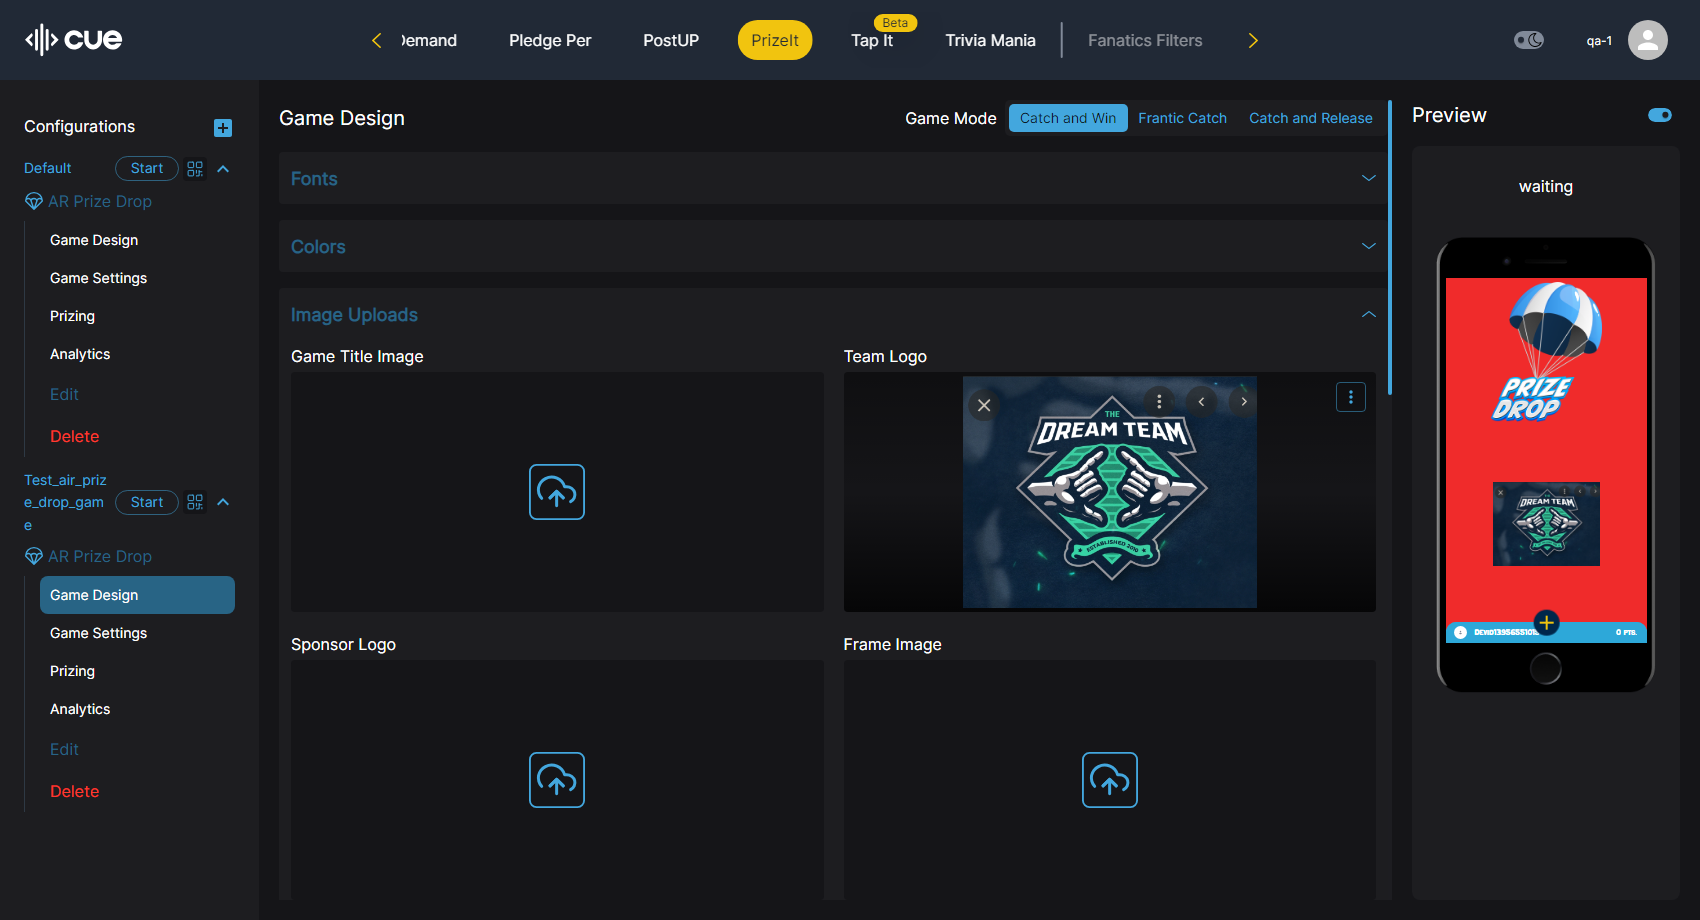 cue
Demand
Pledge Per
PostUP
PrizeIt
Beta
Tap It
Trivia Mania
Fanatics Filters
qa-1
Configurations
Default
Start
AR Prize Drop
Game Design
Game Settings
Prizing
Analytics
Edit
Delete
Test_air_priz
e_drop_gam
e
Start
AR Prize Drop
Game Design
Game Settings
Prizing
Analytics
Edit
Delete
Game Design
Game Mode
Catch and Win
Frantic Catch
Catch and Release
Fonts
Colors
Image Uploads
Game Title Image
Team Logo
THE
DREAM TEAM
ESTABLISHED 2010
Sponsor Logo
Frame Image
Preview
waiting
PRIZE
DROP
DREAM TEAM
0 PTS.